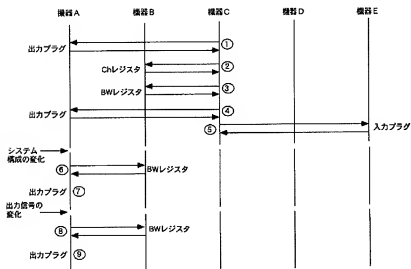 機器A 機器B 機器C 機器D 機器E
①
出力プラグ
②
Chレジスタ
③
BWレジスタ
④
出力プラグ
⑤ 入力プラグ
システム
構成の変化
⑥ BWレジスタ
出力プラグ ⑦
出力信号の
変化
⑧ BWレジスタ
出力プラグ ⑨